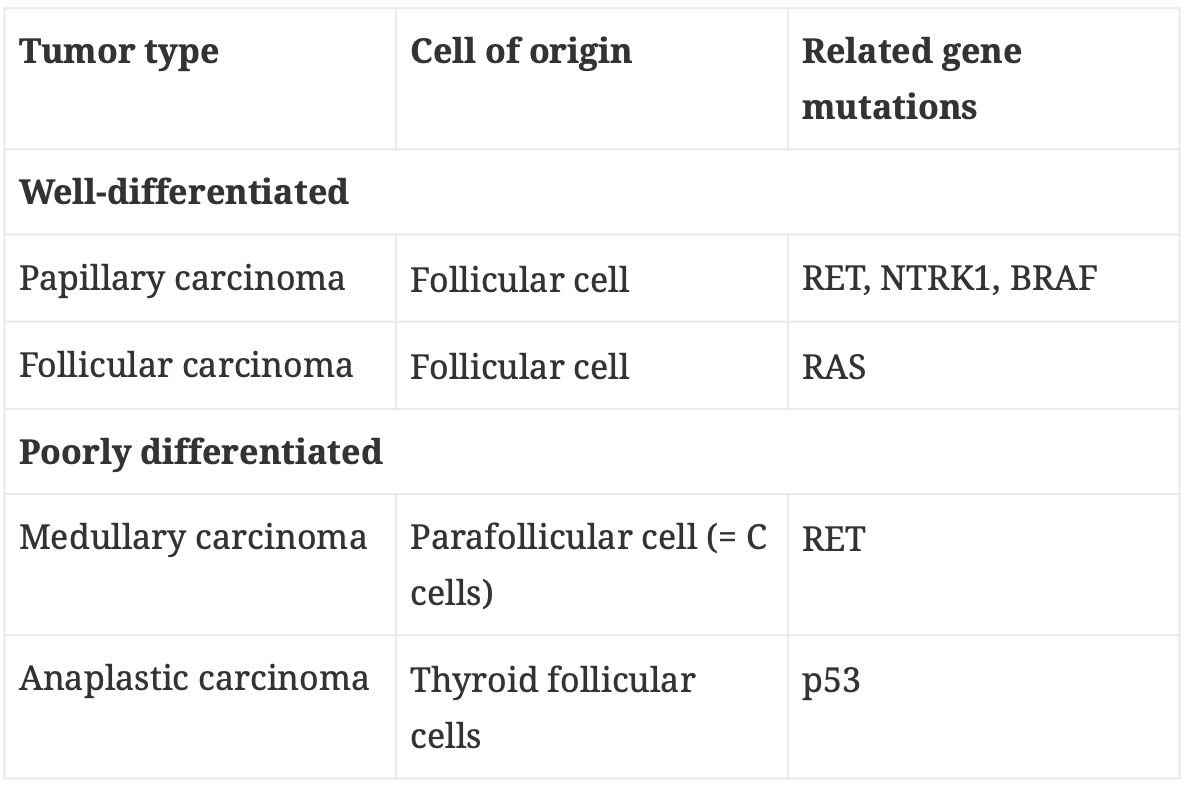 Tumor type
Cell of origin
Related gene
mutations
Well-differentiated
Papillary carcinoma
Follicular cell
RET, NTRK1, BRAF
Follicular carcinoma
Follicular cell
RAS
Poorly differentiated
Medullary carcinoma
Parafollicular cell (= C
cells)
RET
Anaplastic carcinoma
Thyroid follicular
cells
p53